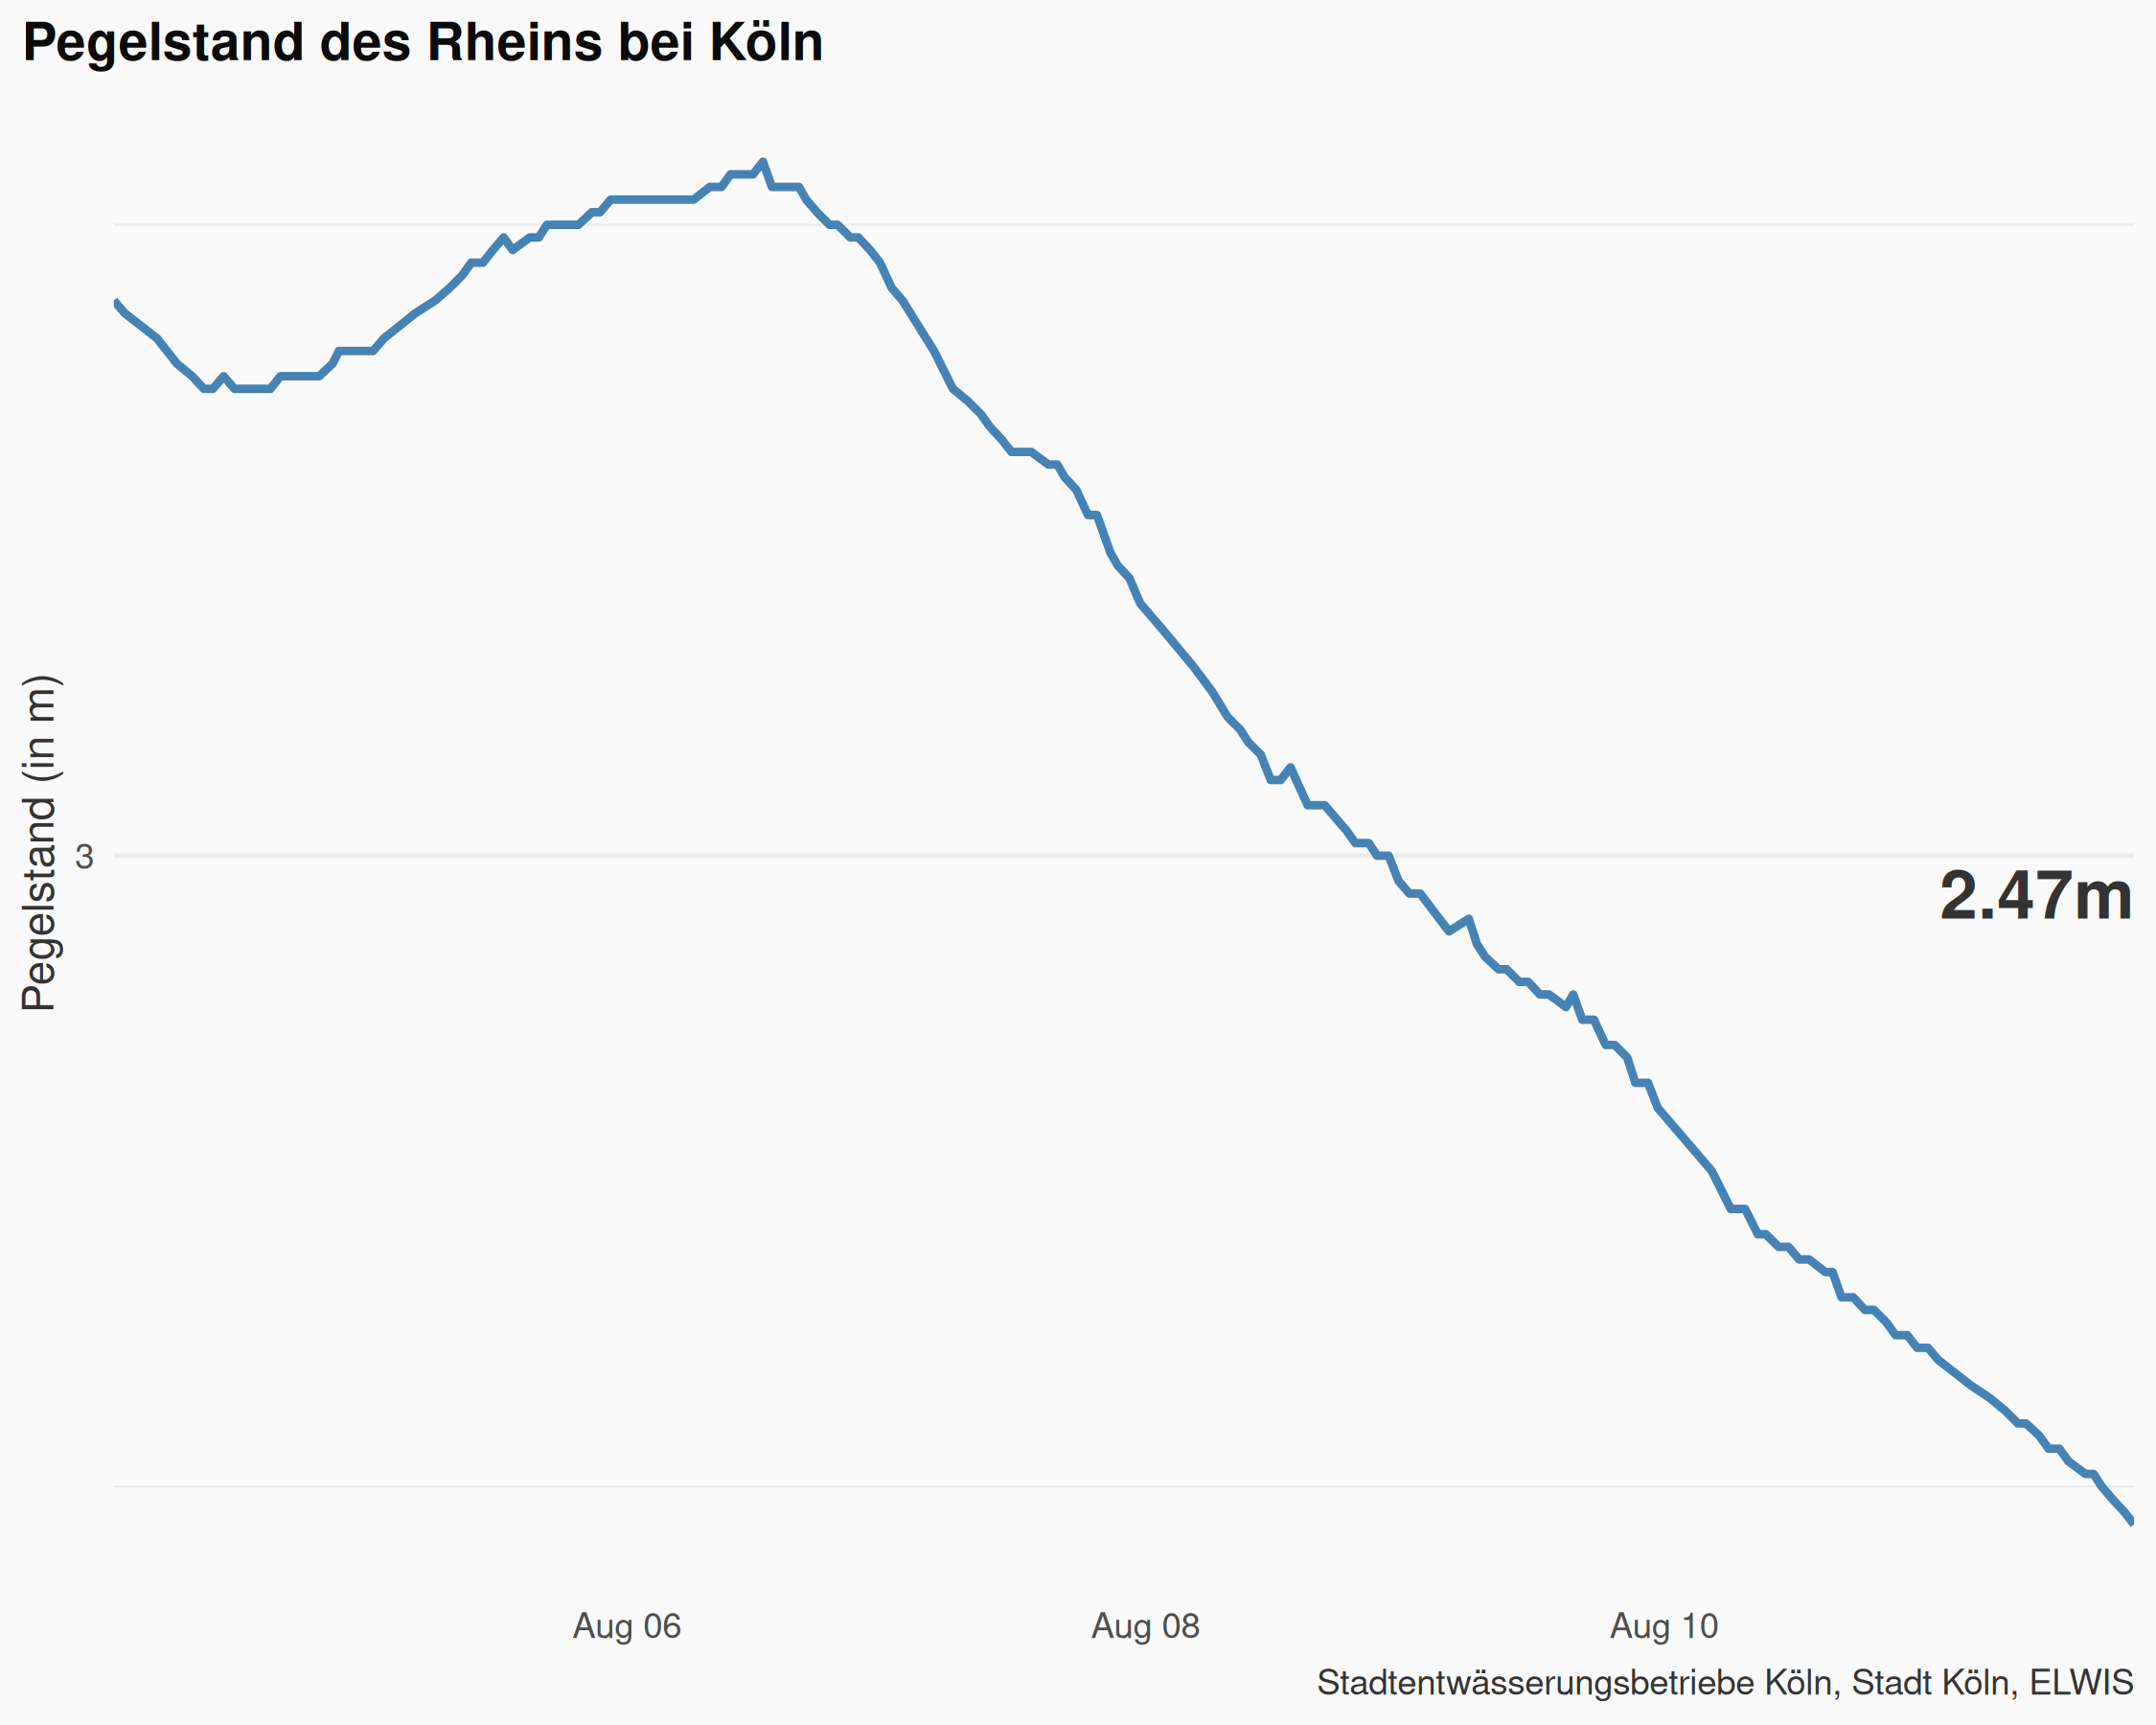 Pegelstand des Rheins bei Köln
Pegelstand (in m)
3
2.47m
Aug 06
Aug 08
Aug 10
Stadtentwässerungsbetriebe Köln, Stadt Köln, ELWIS